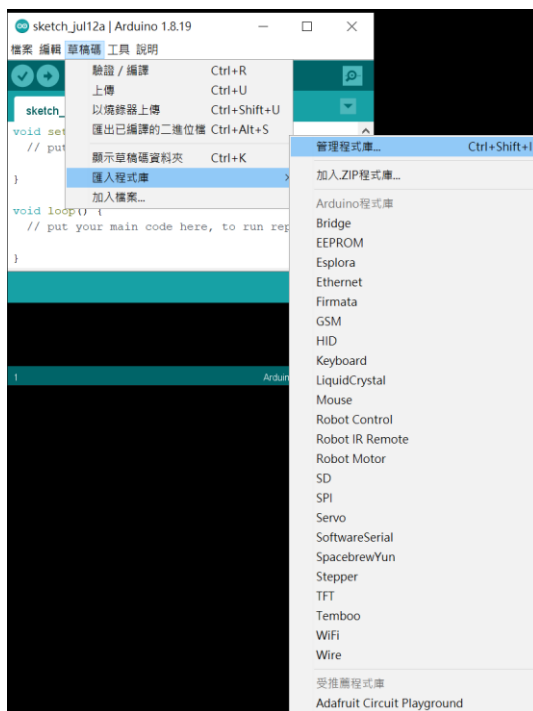 sketch_jul12a | Arduino 1.8.19
檔案 編輯 草稿碼 工具 說明
驗證 / 編譯 Ctrl+R
上傳 Ctrl+U
以燒錄器上傳 Ctrl+Shift+U
匯出已編譯的二進位檔 Ctrl+Alt+S
顯示草稿碼資料夾 Ctrl+K
匯入程式庫
加入檔案...
sketch_
void set
// put
}
void loop() {
// put your main code here, to run rep
}
1 Arduin
管理程式庫... Ctrl+Shift+I
加入.ZIP程式庫...
Arduino程式庫
Bridge
EEPROM
Esplora
Ethernet
Firmata
GSM
HID
Keyboard
LiquidCrystal
Mouse
Robot Control
Robot IR Remote
Robot Motor
SD
SPI
Servo
SoftwareSerial
SpacebrewYun
Stepper
TFT
Temboo
WiFi
Wire
受推薦程式庫
Adafruit Circuit Playground